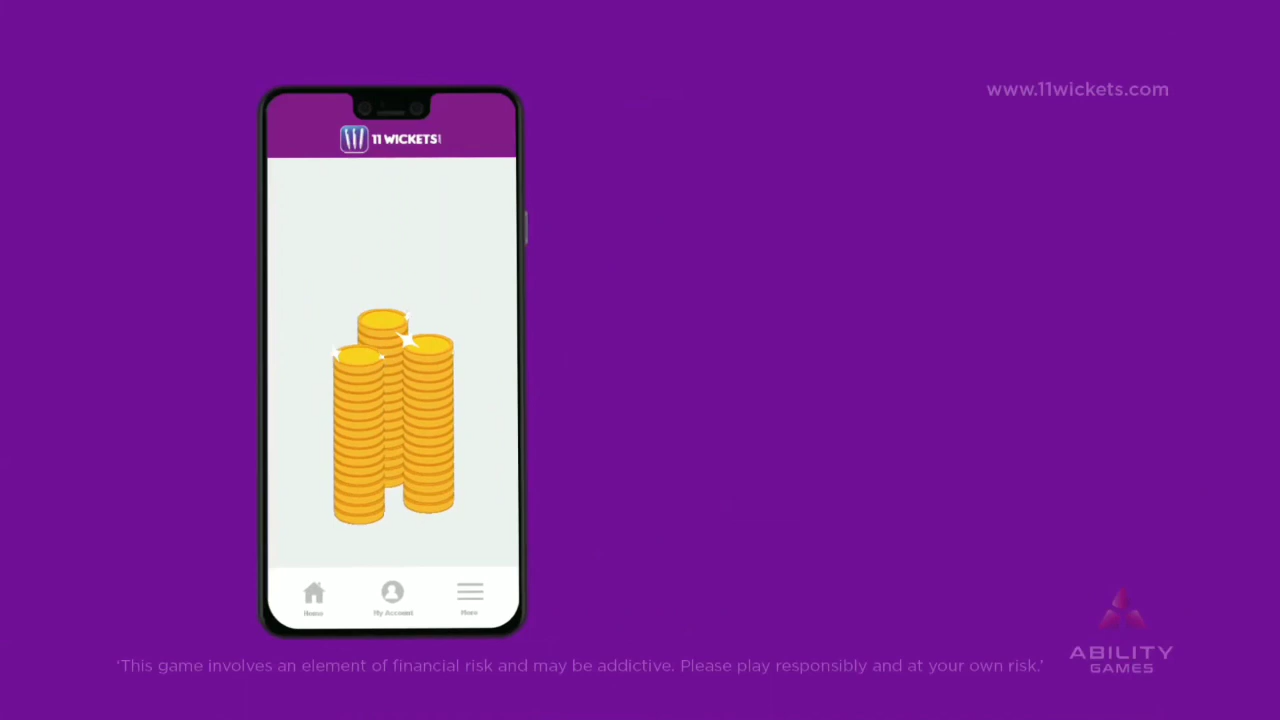 www.11wickets.com
11 WICKETS
Home
My Account
More
'This game involves an element of financial risk and may be addictive. Please play responsibly and at your own risk.'
ABILITY
GAMES